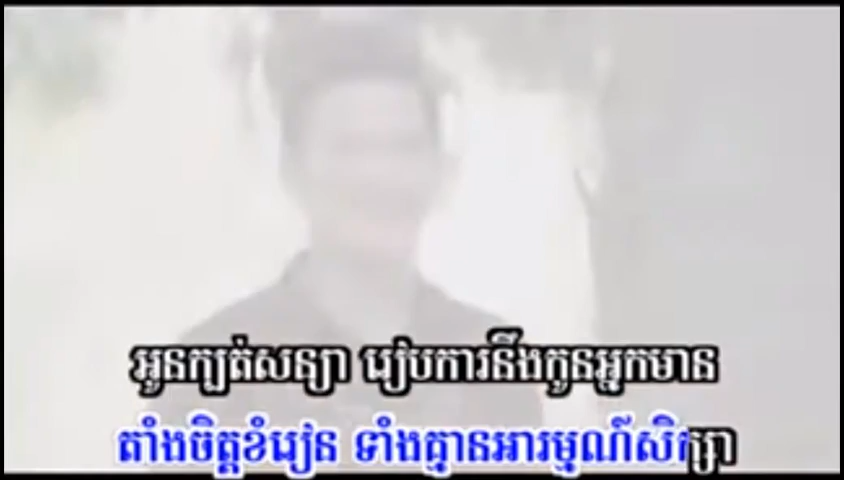 អូនក្បត់សន្យា រៀបការនឹងកូនអ្នកមាន
តាំងចិត្តខំរៀន ទាំងគ្មានអារម្មណ៍សិក្សា